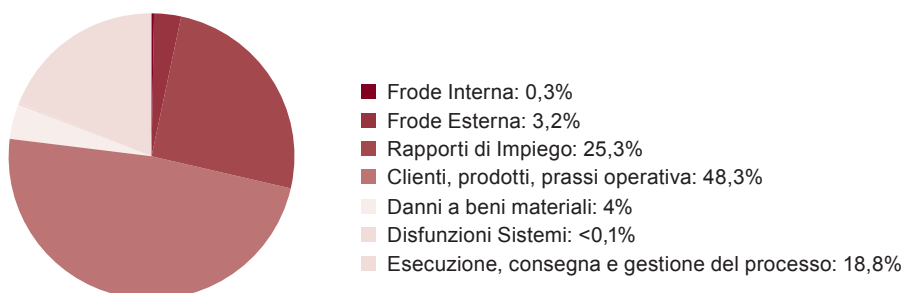 Frode Interna: 0,3%
Frode Esterna: 3,2%
Rapporti di Impiego: 25,3%
Clienti, prodotti, prassi operativa: 48,3%
Danni a beni materiali: 4%
Disfunzioni Sistemi: <0,1%
Esecuzione, consegna e gestione del processo: 18,8%